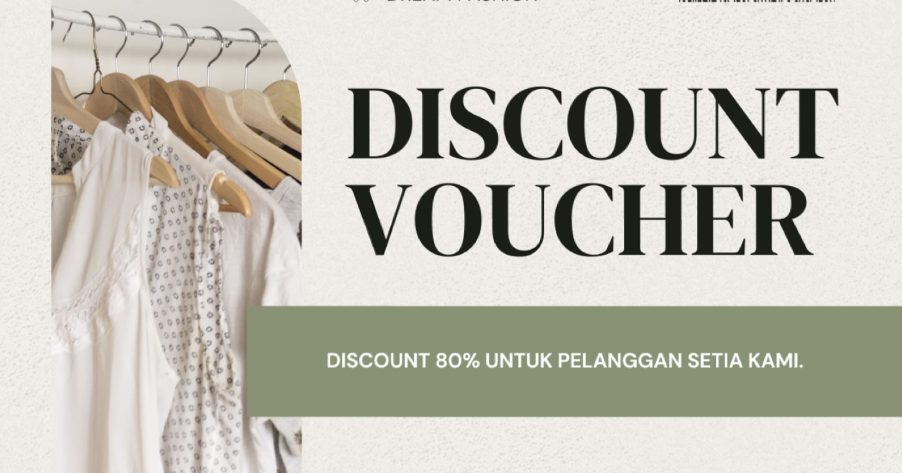 DISCOUNT
VOUCHER
DISCOUNT 80% UNTUK PELANGGAN SETIA KAMI.